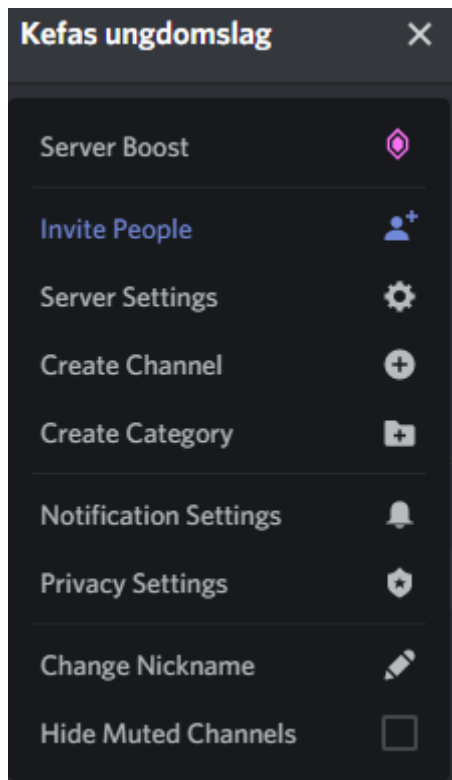 Kefas ungdomslag
Server Boost
Invite People
Server Settings
Create Channel
Create Category
Notification Settings
Privacy Settings
Change Nickname
Hide Muted Channels